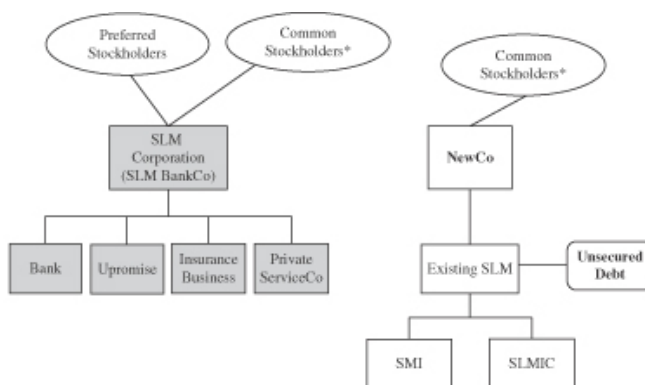 Preferred
Stockholders
Common
Stockholders*
SLM
Corporation
(SLM BankCo)
Bank
Upromise
Insurance
Business
Private
ServiceCo
Common
Stockholders*
NewCo
Existing SLM
Unsecured
Debt
SMI
SLMIC